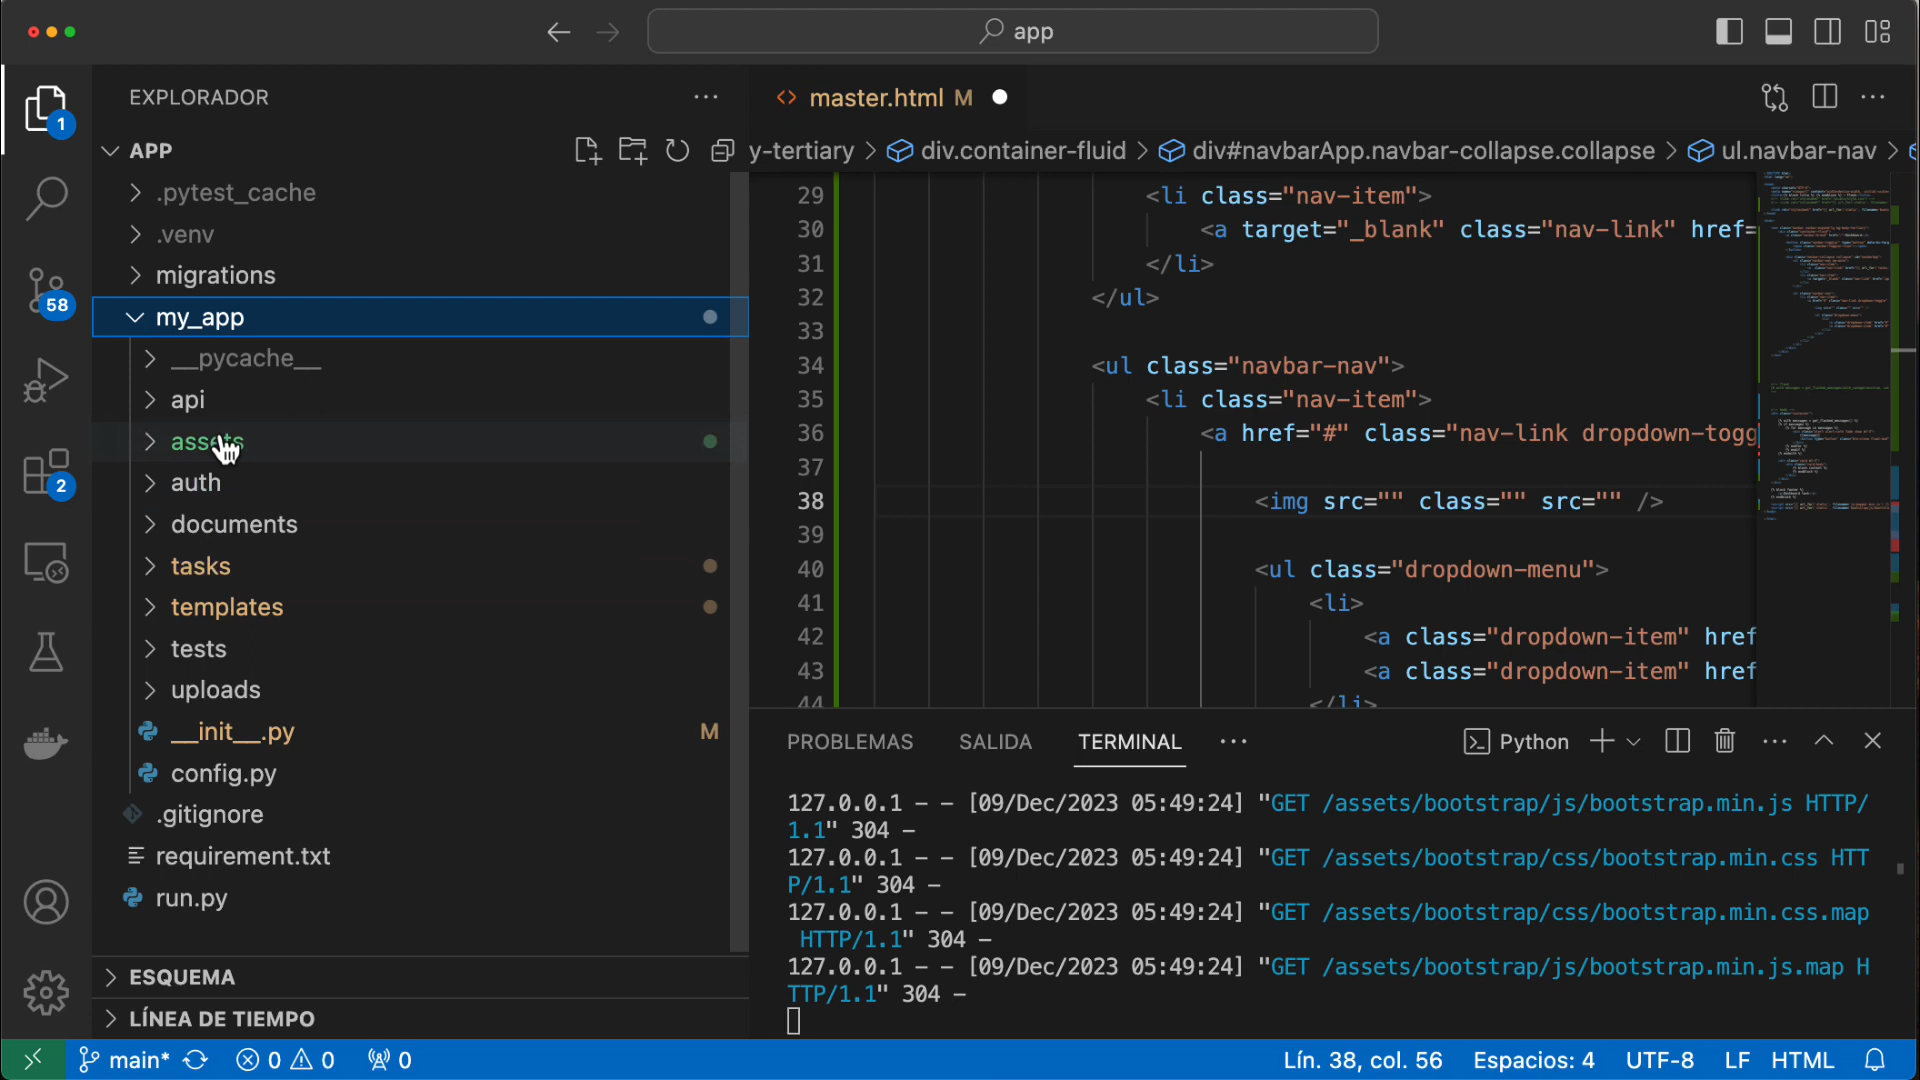 app
EXPLORADOR
master.html M
APP
y-tertiary > div.container-fluid > div#navbarApp.navbar-collapse.collapse > ul.navbar-nav >
.pytest_cache
.venv
migrations
my_app
__pycache__
api
assets
auth
documents
tasks
templates
tests
uploads
__init__.py M
config.py
.gitignore
requirement.txt
run.py
ESQUEMA
LÍNEA DE TIEMPO
1
58
2
29 <li class="nav-item">
30 <a target="_blank" class="nav-link" href=
31 </li>
32 </ul>
33
34 <ul class="navbar-nav">
35 <li class="nav-item">
36 <a href="#" class="nav-link dropdown-togg
37
38 <img src="" class="" src="" />
39
40 <ul class="dropdown-menu">
41 <li>
42 <a class="dropdown-item" href
43 <a class="dropdown-item" href
44 </li>
PROBLEMAS SALIDA TERMINAL Python
127.0.0.1 - - [09/Dec/2023 05:49:24] "GET /assets/bootstrap/js/bootstrap.min.js HTTP/
1.1" 304 -
127.0.0.1 - - [09/Dec/2023 05:49:24] "GET /assets/bootstrap/css/bootstrap.min.css HTT
P/1.1" 304 -
127.0.0.1 - - [09/Dec/2023 05:49:24] "GET /assets/bootstrap/css/bootstrap.min.css.map
HTTP/1.1" 304 -
127.0.0.1 - - [09/Dec/2023 05:49:24] "GET /assets/bootstrap/js/bootstrap.min.js.map H
TTP/1.1" 304 -
main* 0 0 0 Lín. 38, col. 56 Espacios: 4 UTF-8 LF HTML